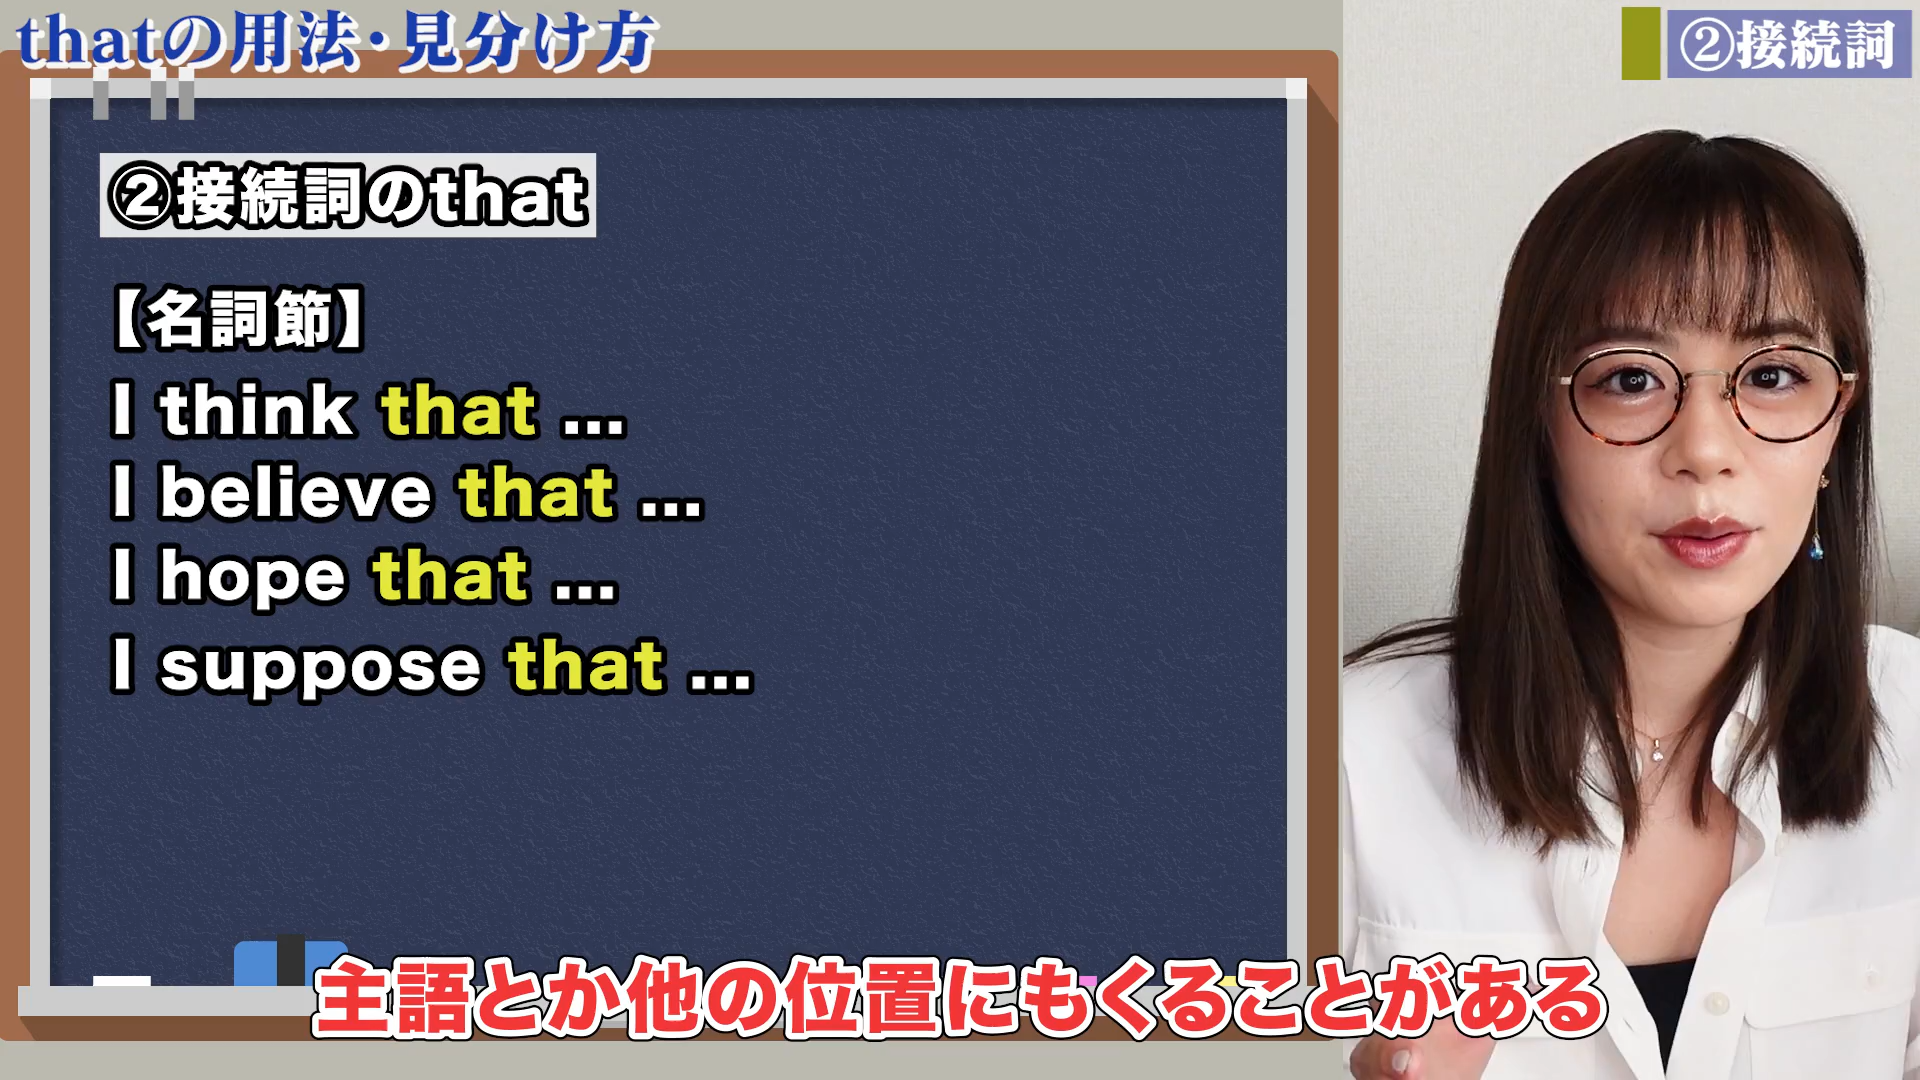 thatの用法・見分け方
②接続詞
②接続詞のthat
【名詞節】
I think that ...
I believe that ...
I hope that ...
I suppose that ...
主語とか他の位置にもくることがある